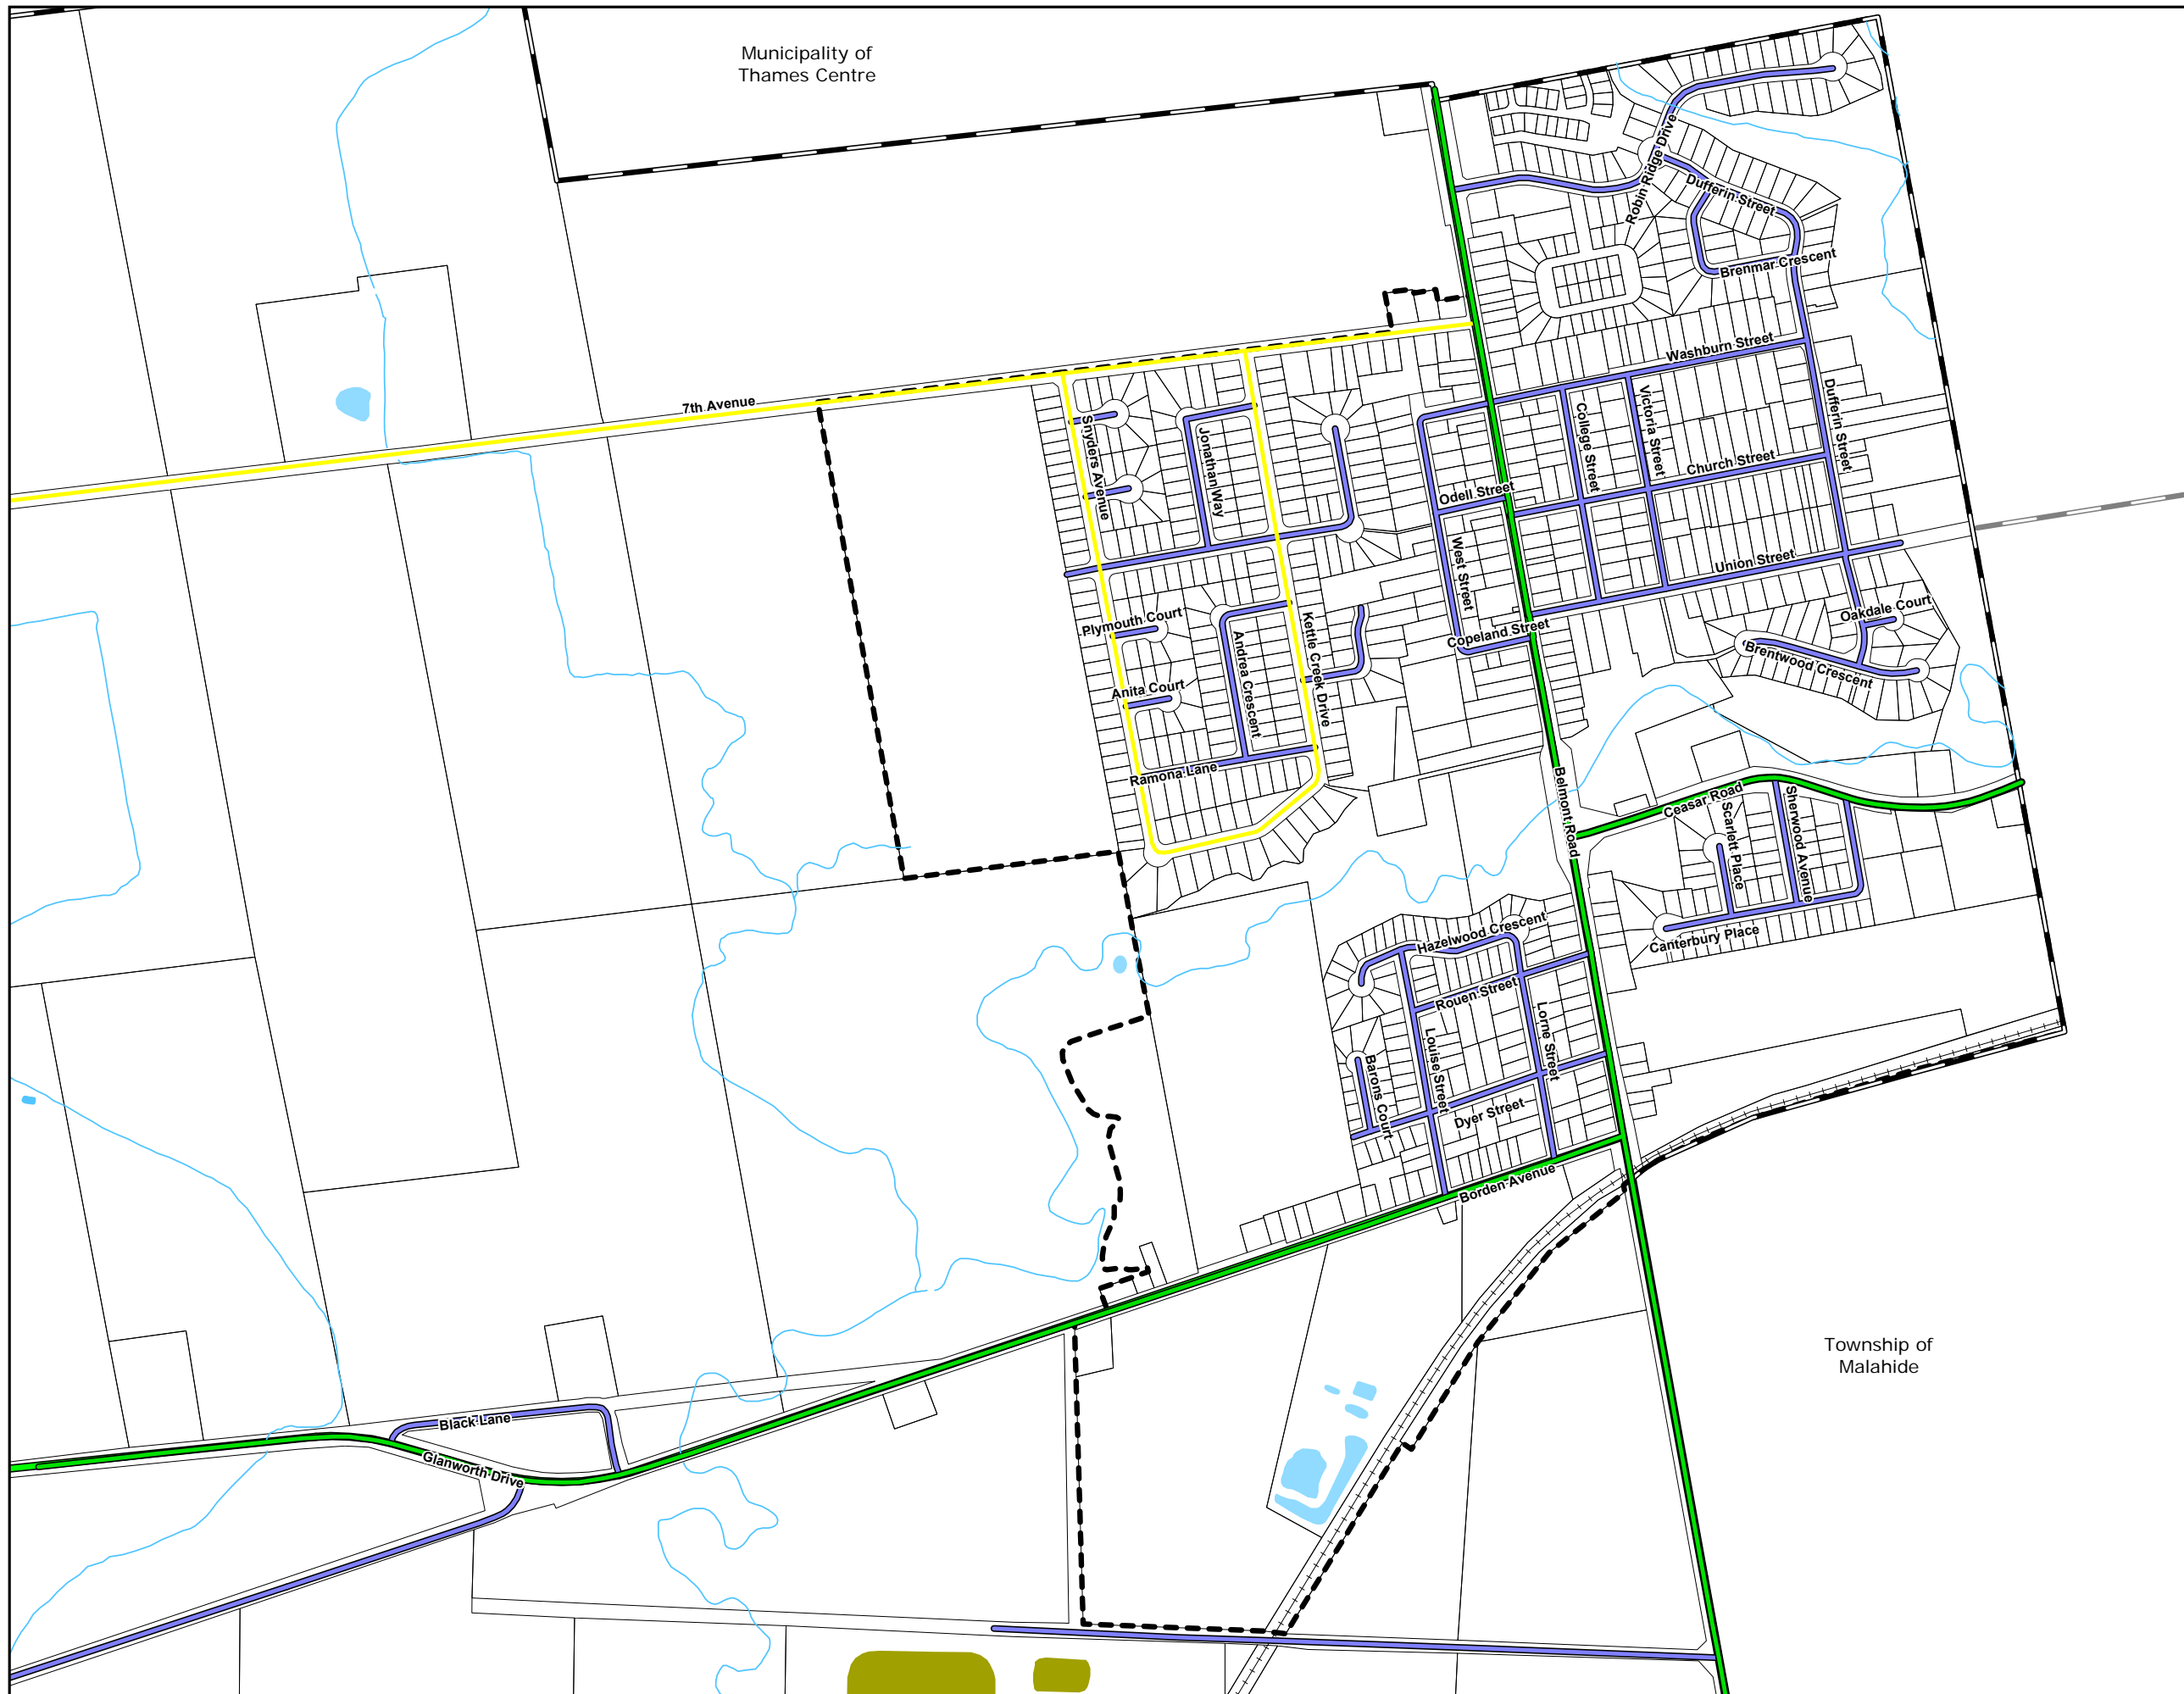 Municipality of
Thames Centre
Robin Ridge Drive
Dufferin Street
Brenmar Crescent
Washburn Street
7th Avenue
Snyders Avenue
Jonathan Way
College Street
Victoria Street
Dufferin Street
Church Street
Odell Street
West Street
Union Street
Plymouth Court
Andrea Crescent
Kettle Creek Drive
Copeland Street
Oakdale Court
Brentwood Crescent
Anita Court
Ramona Lane
Belmont Road
Ceasar Road
Scarlett Place
Sherwood Avenue
Hazelwood Crescent
Canterbury Place
Rouen Street
Louise Street
Lorne Street
Barons Court
Dyer Street
Borden Avenue
Township of
Malahide
Black Lane
Glanworth Drive